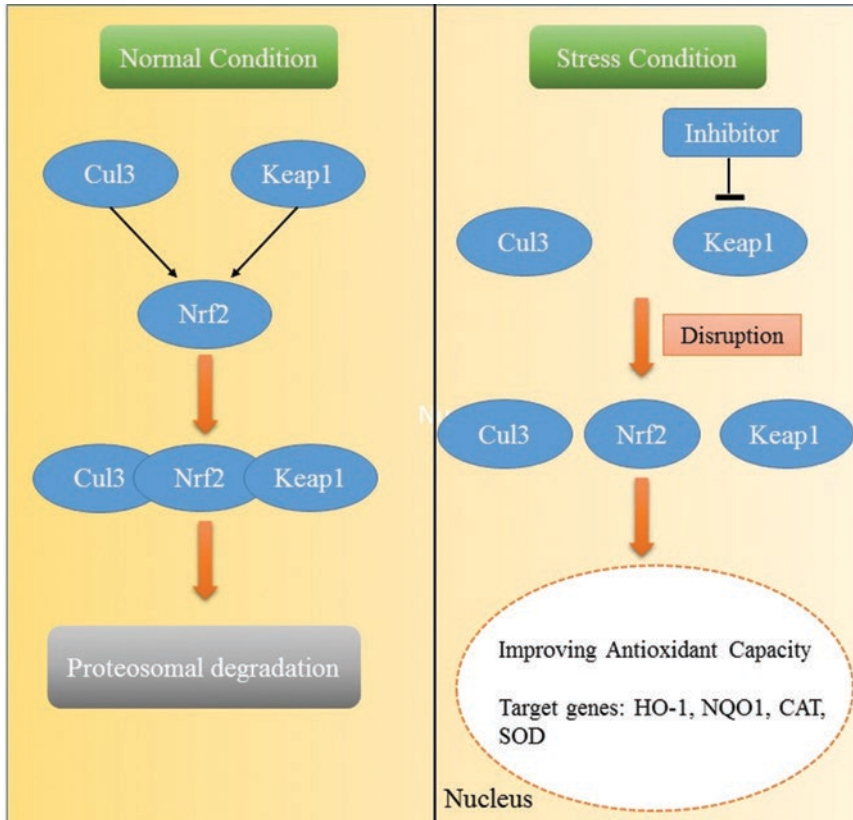 Normal Condition
Cul3
Keap1
Nrf2
Cul3
Nrf2
Keap1
Proteosomal degradation
Stress Condition
Inhibitor
Cul3
Keap1
Disruption
Cul3
Nrf2
Keap1
Improving Antioxidant Capacity
Target genes: HO-1, NQO1, CAT,
SOD
Nucleus